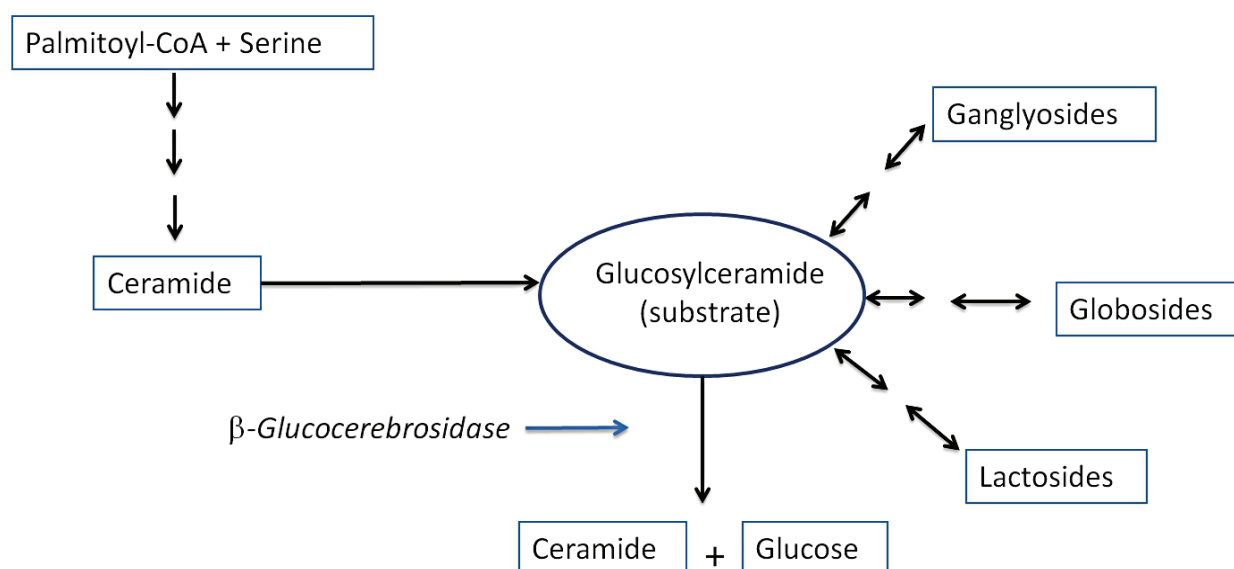 Palmitoyl-CoA + Serine
Ganglyosides
Ceramide
Glucosylceramide
(substrate)
Globosides
β-Glucocerebrosidase
Lactosides
Ceramide + Glucose